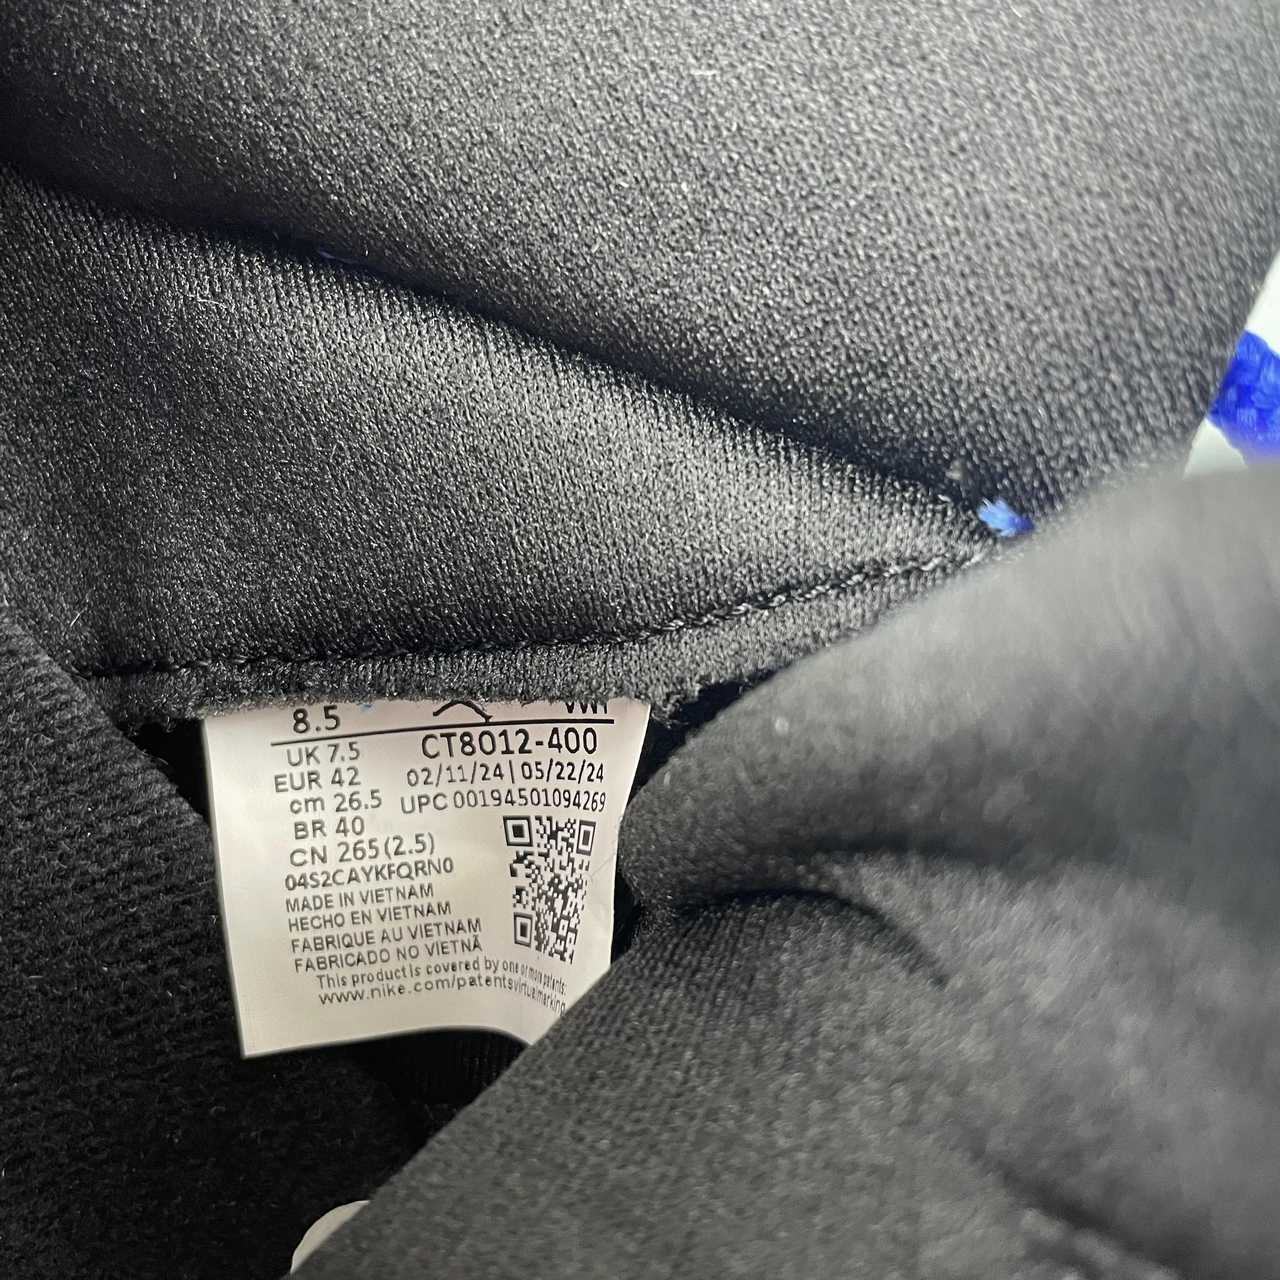 8.5
UK 7.5
EUR 42
cm 26.5
BR 40
CN 265 (2.5)
04S2CAYKFQRN0
MADE IN VIETNAM
HECHO EN VIETNAM
FABRIQUE AU VIETNAM
FABRICADO NO VIETNÃ
This product is covered by one or more patents:
www.nike.com/patentsvirtualmarking
CT8012-400
02/11/24 | 05/22/24
UPC 00194501094269